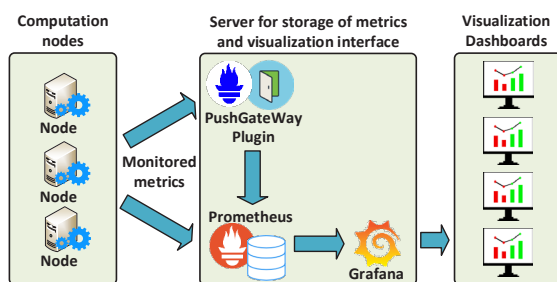 Computation
nodes
Node
Node
Node
Monitored
metrics
Server for storage of metrics
and visualization interface
PushGateWay
Plugin
Prometheus
Grafana
Visualization
Dashboards